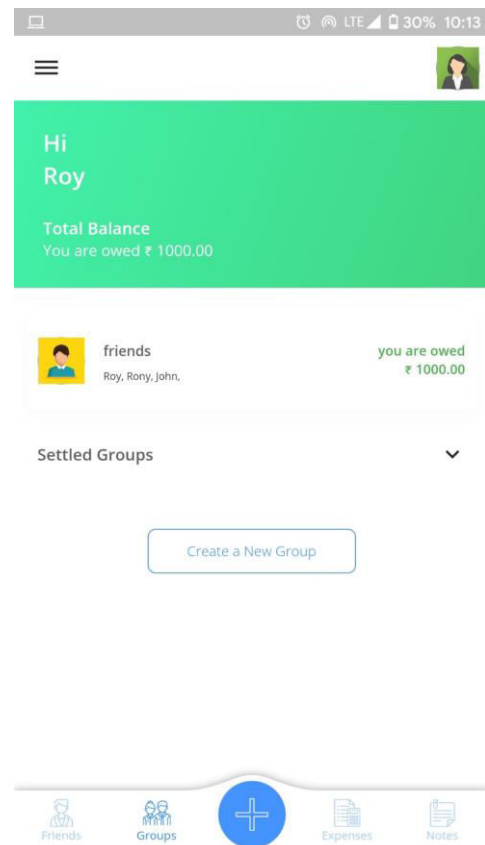 LTE 30% 10:13
Hi
Roy
Total Balance
You are owed ₹ 1000.00
friends
you are owed
Roy, Rony, John,
₹ 1000.00
Settled Groups
Create a New Group
Friends Groups Expenses Notes